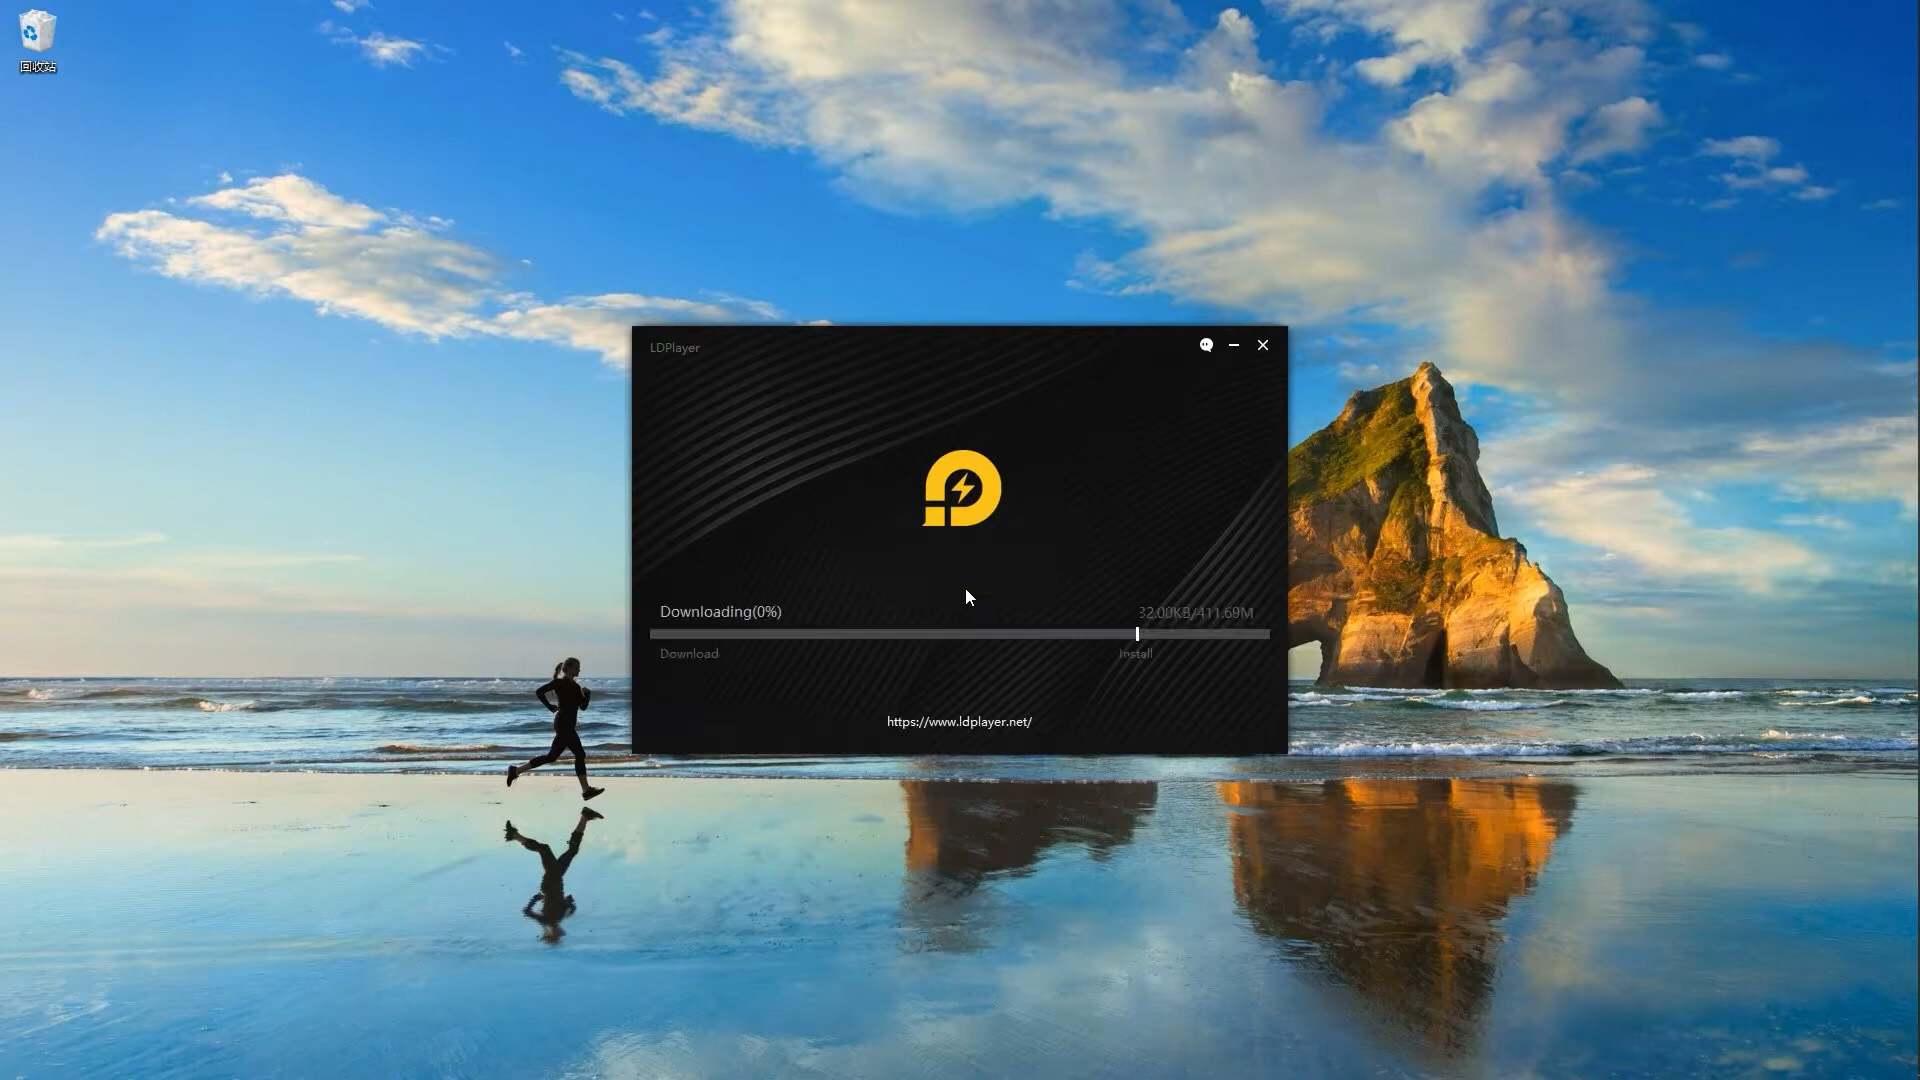 回收站
LDPlayer
Downloading(0%)
32.00KB/411.69M
Download
Install
https://www.ldplayer.net/